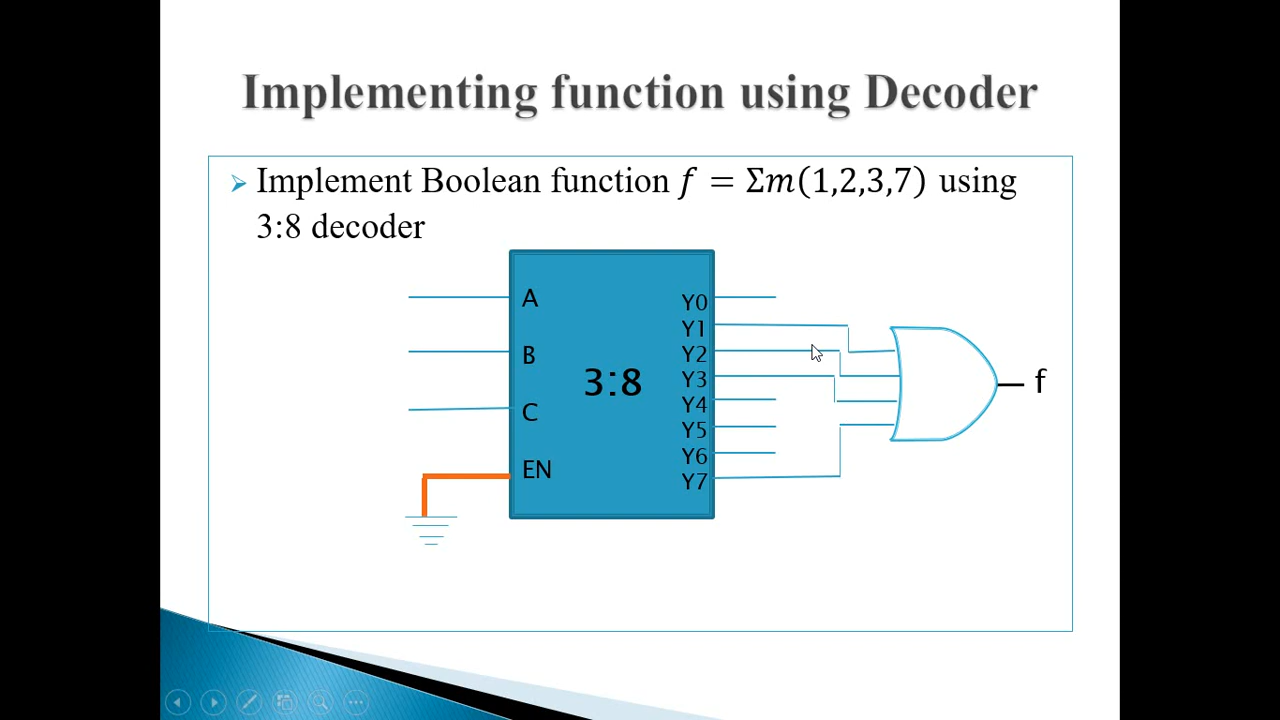 Implementing function using Decoder
Implement Boolean function 𝑓 = Σ𝑚(1,2,3,7) using
3:8 decoder
A
B
C
EN
3:8
Y0
Y1
Y2
Y3
Y4
Y5
Y6
Y7
f